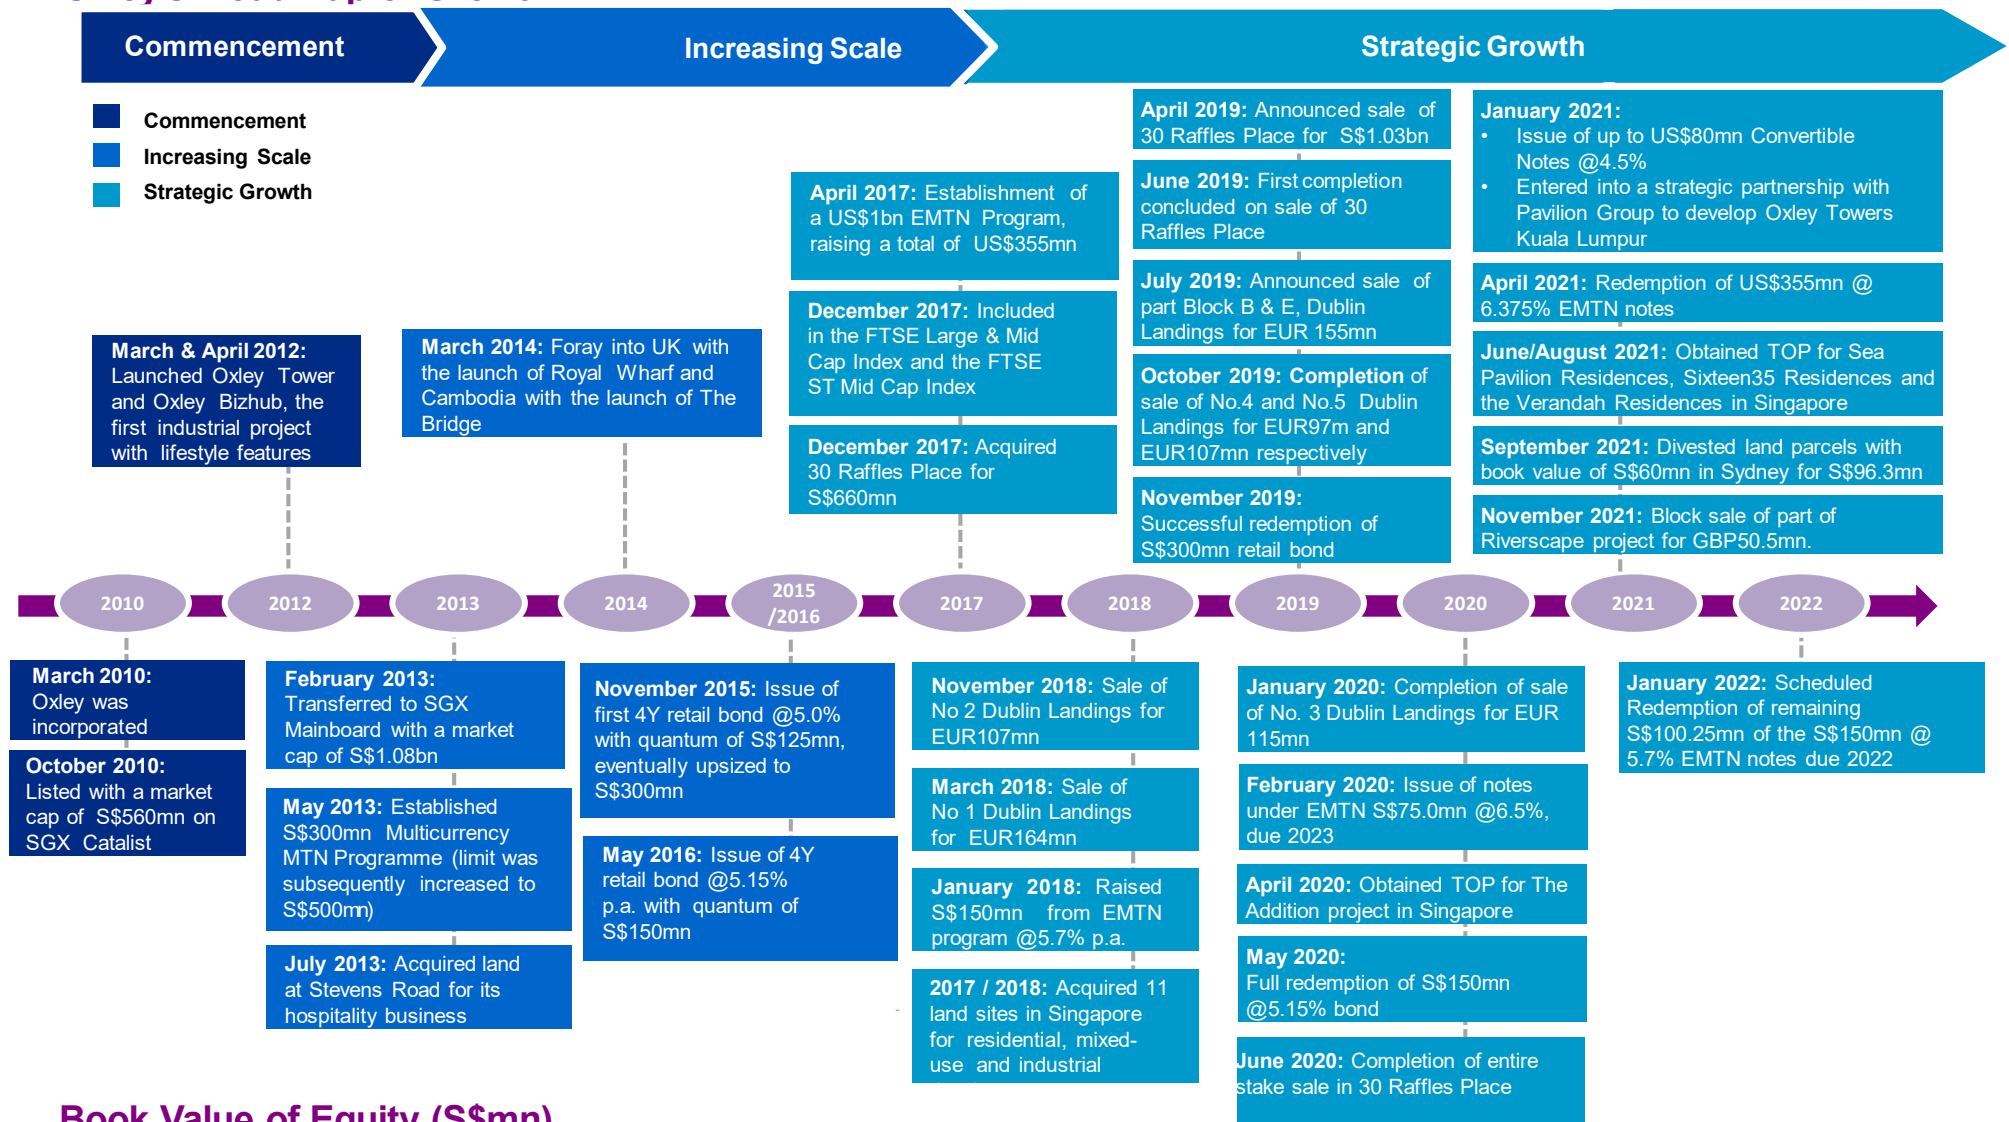 Commencement
Increasing Scale
Strategic Growth
Commencement
Increasing Scale
Strategic Growth
March & April 2012:
Launched Oxley Tower
and Oxley Bizhub, the
first industrial project
with lifestyle features
March 2014: Foray into UK with
the launch of Royal Wharf and
Cambodia with the launch of The
Bridge
April 2017: Establishment of
a US$1bn EMTN Program,
raising a total of US$355mn
December 2017: Included
in the FTSE Large & Mid
Cap Index and the FTSE
ST Mid Cap Index
December 2017: Acquired
30 Raffles Place for
S$660mn
April 2019: Announced sale of
30 Raffles Place for S$1.03bn
June 2019: First completion
concluded on sale of 30
Raffles Place
July 2019: Announced sale of
part Block B & E, Dublin
Landings for EUR 155mn
October 2019: Completion of
sale of No.4 and No.5 Dublin
Landings for EUR97m and
EUR107mn respectively
November 2019:
Successful redemption of
S$300mn retail bond
January 2021:
• Issue of up to US$80mn Convertible
Notes @4.5%
• Entered into a strategic partnership with
Pavilion Group to develop Oxley Towers
Kuala Lumpur
April 2021: Redemption of US$355mn @
6.375% EMTN notes
June/August 2021: Obtained TOP for Sea
Pavilion Residences, Sixteen35 Residences and
the Verandah Residences in Singapore
September 2021: Divested land parcels with
book value of S$60mn in Sydney for S$96.3mn
November 2021: Block sale of part of
Riverscape project for GBP50.5mn.
2010
2012
2013
2014
2015
/2016
2017
2018
2019
2020
2021
2022
March 2010:
Oxley was
incorporated
October 2010:
Listed with a market
cap of S$560mn on
SGX Catalist
February 2013:
Transferred to SGX
Mainboard with a market
cap of S$1.08bn
May 2013: Established
S$300mn Multicurrency
MTN Programme (limit was
subsequently increased to
S$500mn)
July 2013: Acquired land
at Stevens Road for its
hospitality business
November 2015: Issue of
first 4Y retail bond @5.0%
with quantum of S$125mn,
eventually upsized to
S$300mn
May 2016: Issue of 4Y
retail bond @5.15%
p.a. with quantum of
S$150mn
November 2018: Sale of
No 2 Dublin Landings for
EUR107mn
March 2018: Sale of
No 1 Dublin Landings
for EUR164mn
January 2018: Raised
S$150mn from EMTN
program @5.7% p.a.
2017 / 2018: Acquired 11
land sites in Singapore
for residential, mixed-
use and industrial
January 2020: Completion of sale
of No. 3 Dublin Landings for EUR
115mn
February 2020: Issue of notes
under EMTN S$75.0mn @6.5%,
due 2023
April 2020: Obtained TOP for The
Addition project in Singapore
May 2020:
Full redemption of S$150mn
@5.15% bond
June 2020: Completion of entire
stake sale in 30 Raffles Place
January 2022: Scheduled
Redemption of remaining
S$100.25mn of the S$150mn @
5.7% EMTN notes due 2022
Book Value of Equity (S$mn)